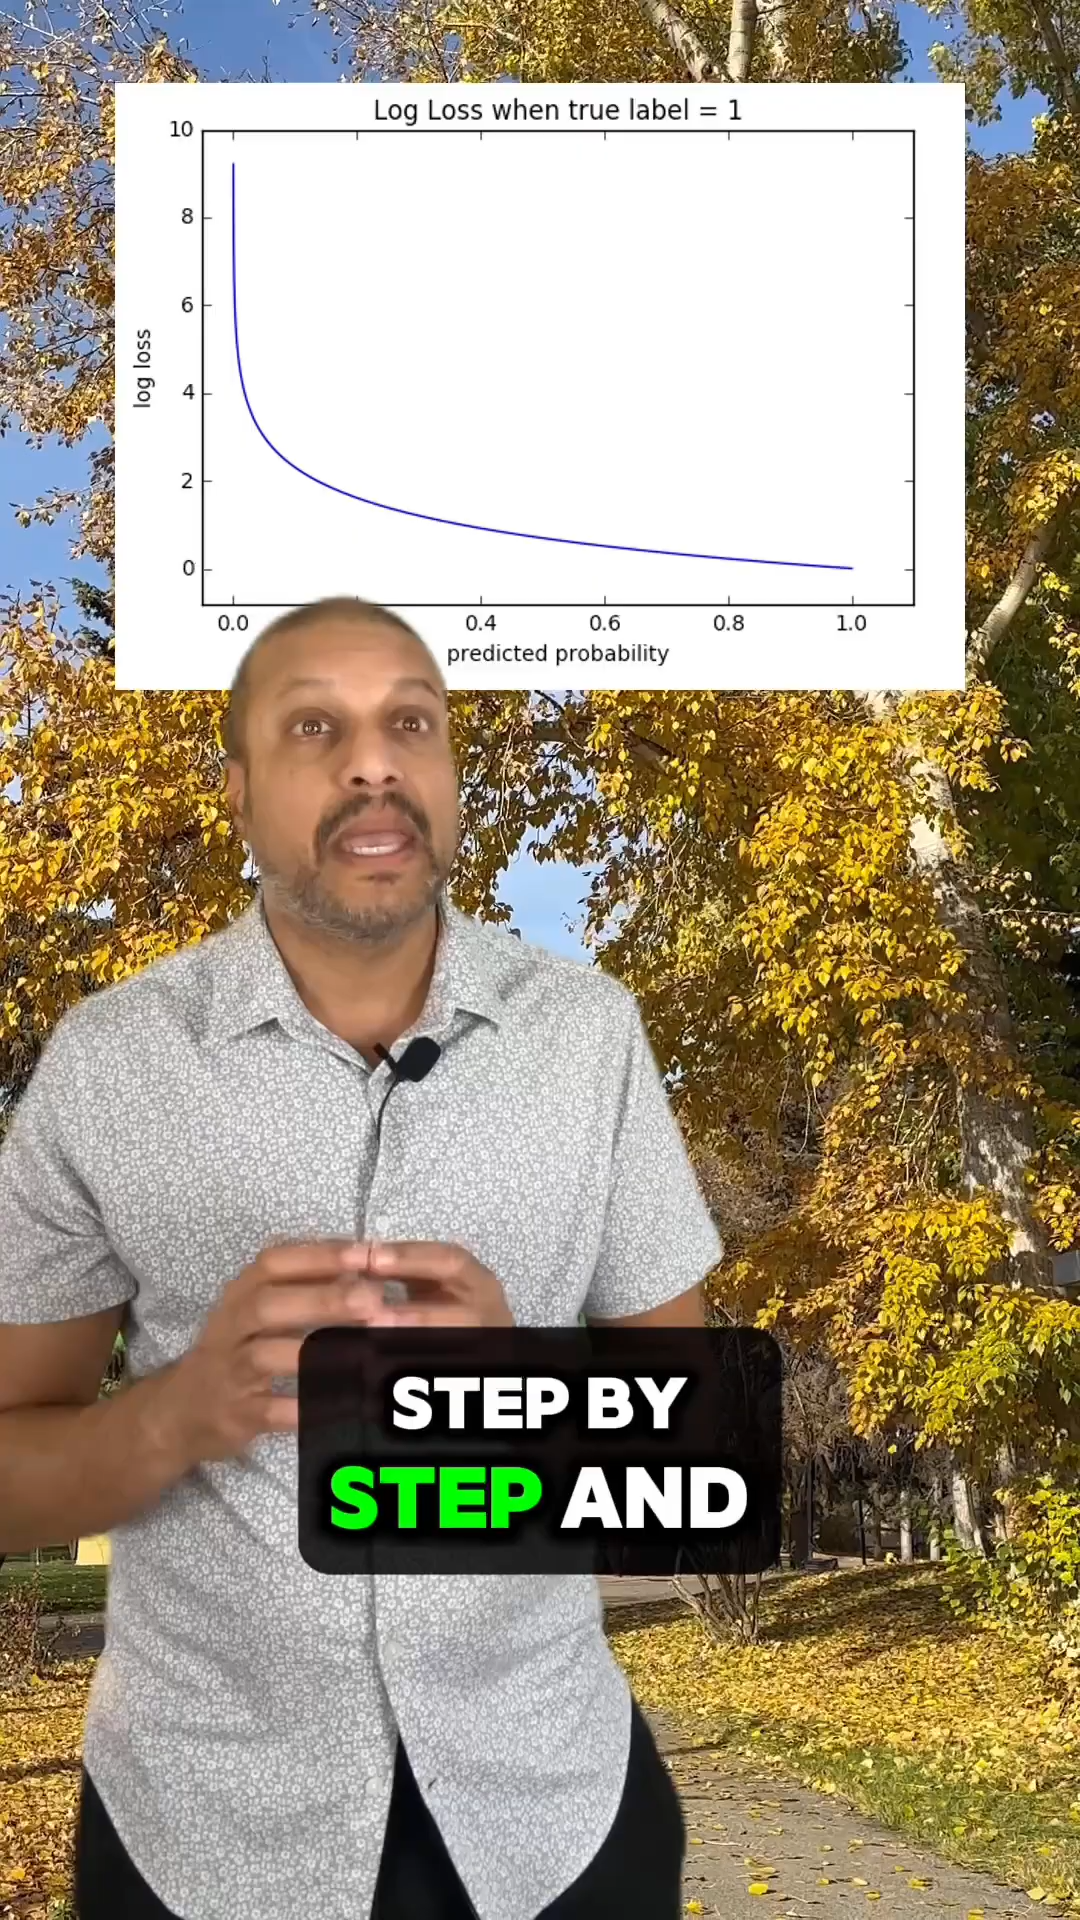 Log Loss when true label = 1
10
8
6
4
2
0
log loss
0.0 0.4 0.6 0.8 1.0
predicted probability
STEP BY
STEP AND